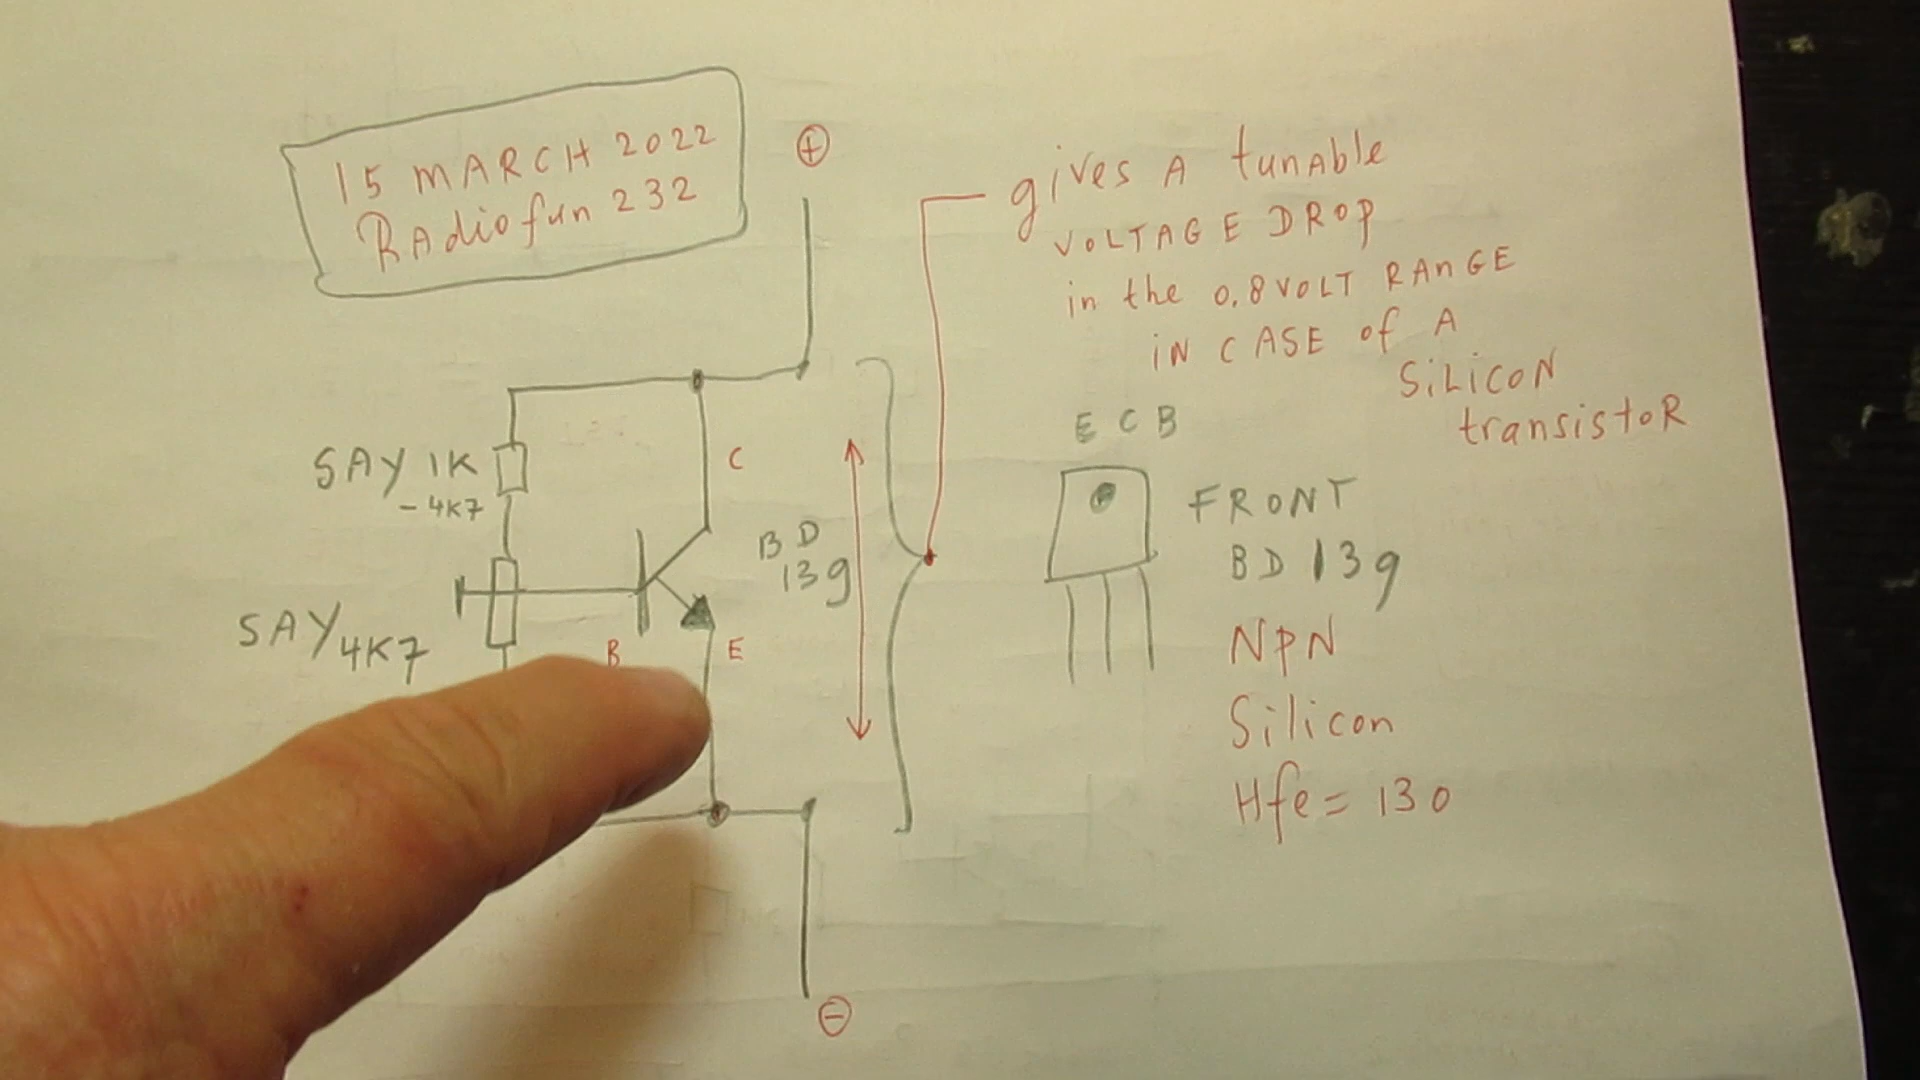 15 MARCH 2022
RAdiofun 232
+
gives A tunAble
VOLTAGE DROP
in the 0,8 VOLT RAnGE
iN CASE of A
SiLicoN
transistoR
SAY 1K
- 4K7
C
BD
139
SAY 4K7
B
E
E C B
FRONT
BD 139
NPN
Silicon
Hfe = 130
-